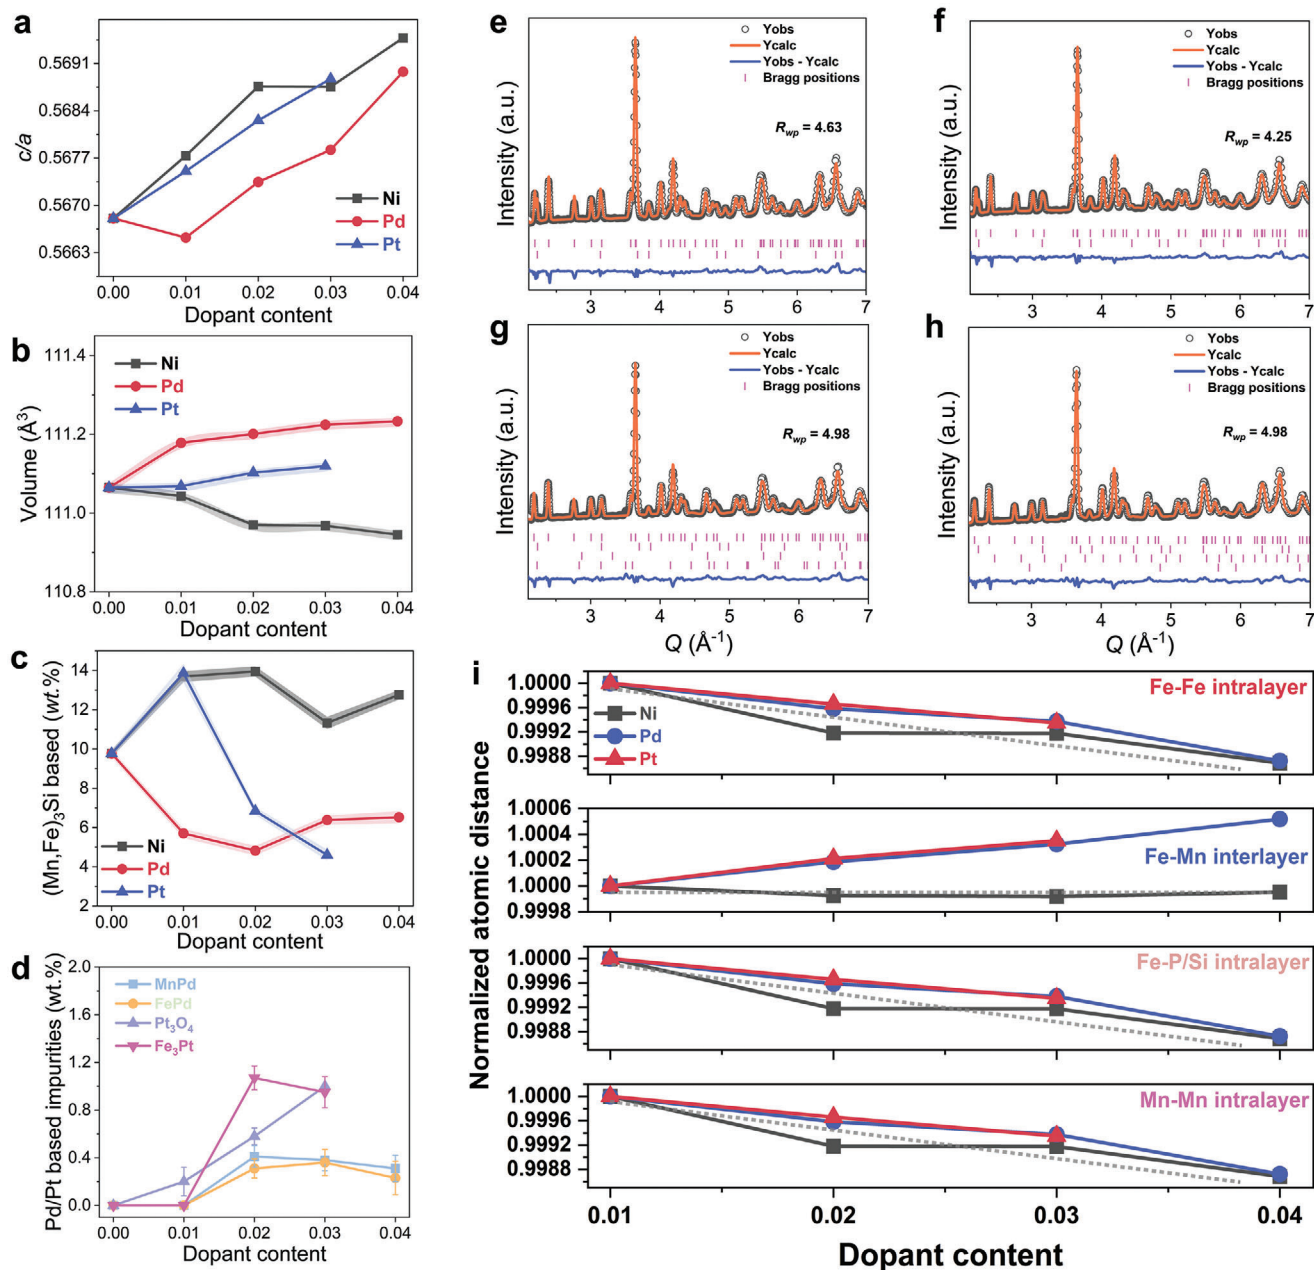 a
0.5691
0.5684
0.5677
0.5670
0.5663
c/a
Ni
Pd
Pt
0.00 0.01 0.02 0.03 0.04
Dopant content
b
111.4
111.2
111.0
110.8
Volume (Å³)
Ni
Pd
Pt
0.00 0.01 0.02 0.03 0.04
Dopant content
c
16
14
12
10
8
6
4
2
(Mn,Fe)₃Si based (wt.%)
Ni
Pd
Pt
0.00 0.01 0.02 0.03 0.04
Dopant content
d
2.0
1.6
1.2
0.8
0.4
0.0
Pd/Pt based impurities (wt.%)
MnPd
FePd
Pt₃O₄
Fe₃Pt
0.00 0.01 0.02 0.03 0.04
Dopant content
e
Intensity (a.u.)
Yobs
Ycalc
Yobs - Ycalc
Bragg positions
Rwp = 4.63
3 4 5 6 7
f
Intensity (a.u.)
Yobs
Ycalc
Yobs - Ycalc
Bragg positions
Rwp = 4.25
3 4 5 6 7
g
Intensity (a.u.)
Yobs
Ycalc
Yobs - Ycalc
Bragg positions
Rwp = 4.98
3 4 5 6 7
Q (Å⁻¹)
h
Intensity (a.u.)
Yobs
Ycalc
Yobs - Ycalc
Bragg positions
Rwp = 4.98
3 4 5 6 7
Q (Å⁻¹)
i
Normalized atomic distance
1.0000
0.9996
0.9992
0.9988
Ni
Pd
Pt
Fe-Fe intralayer
1.0006
1.0004
1.0002
1.0000
0.9998
Fe-Mn interlayer
1.0000
0.9996
0.9992
0.9988
Fe-P/Si intralayer
1.0000
0.9996
0.9992
0.9988
Mn-Mn intralayer
0.01 0.02 0.03 0.04
Dopant content